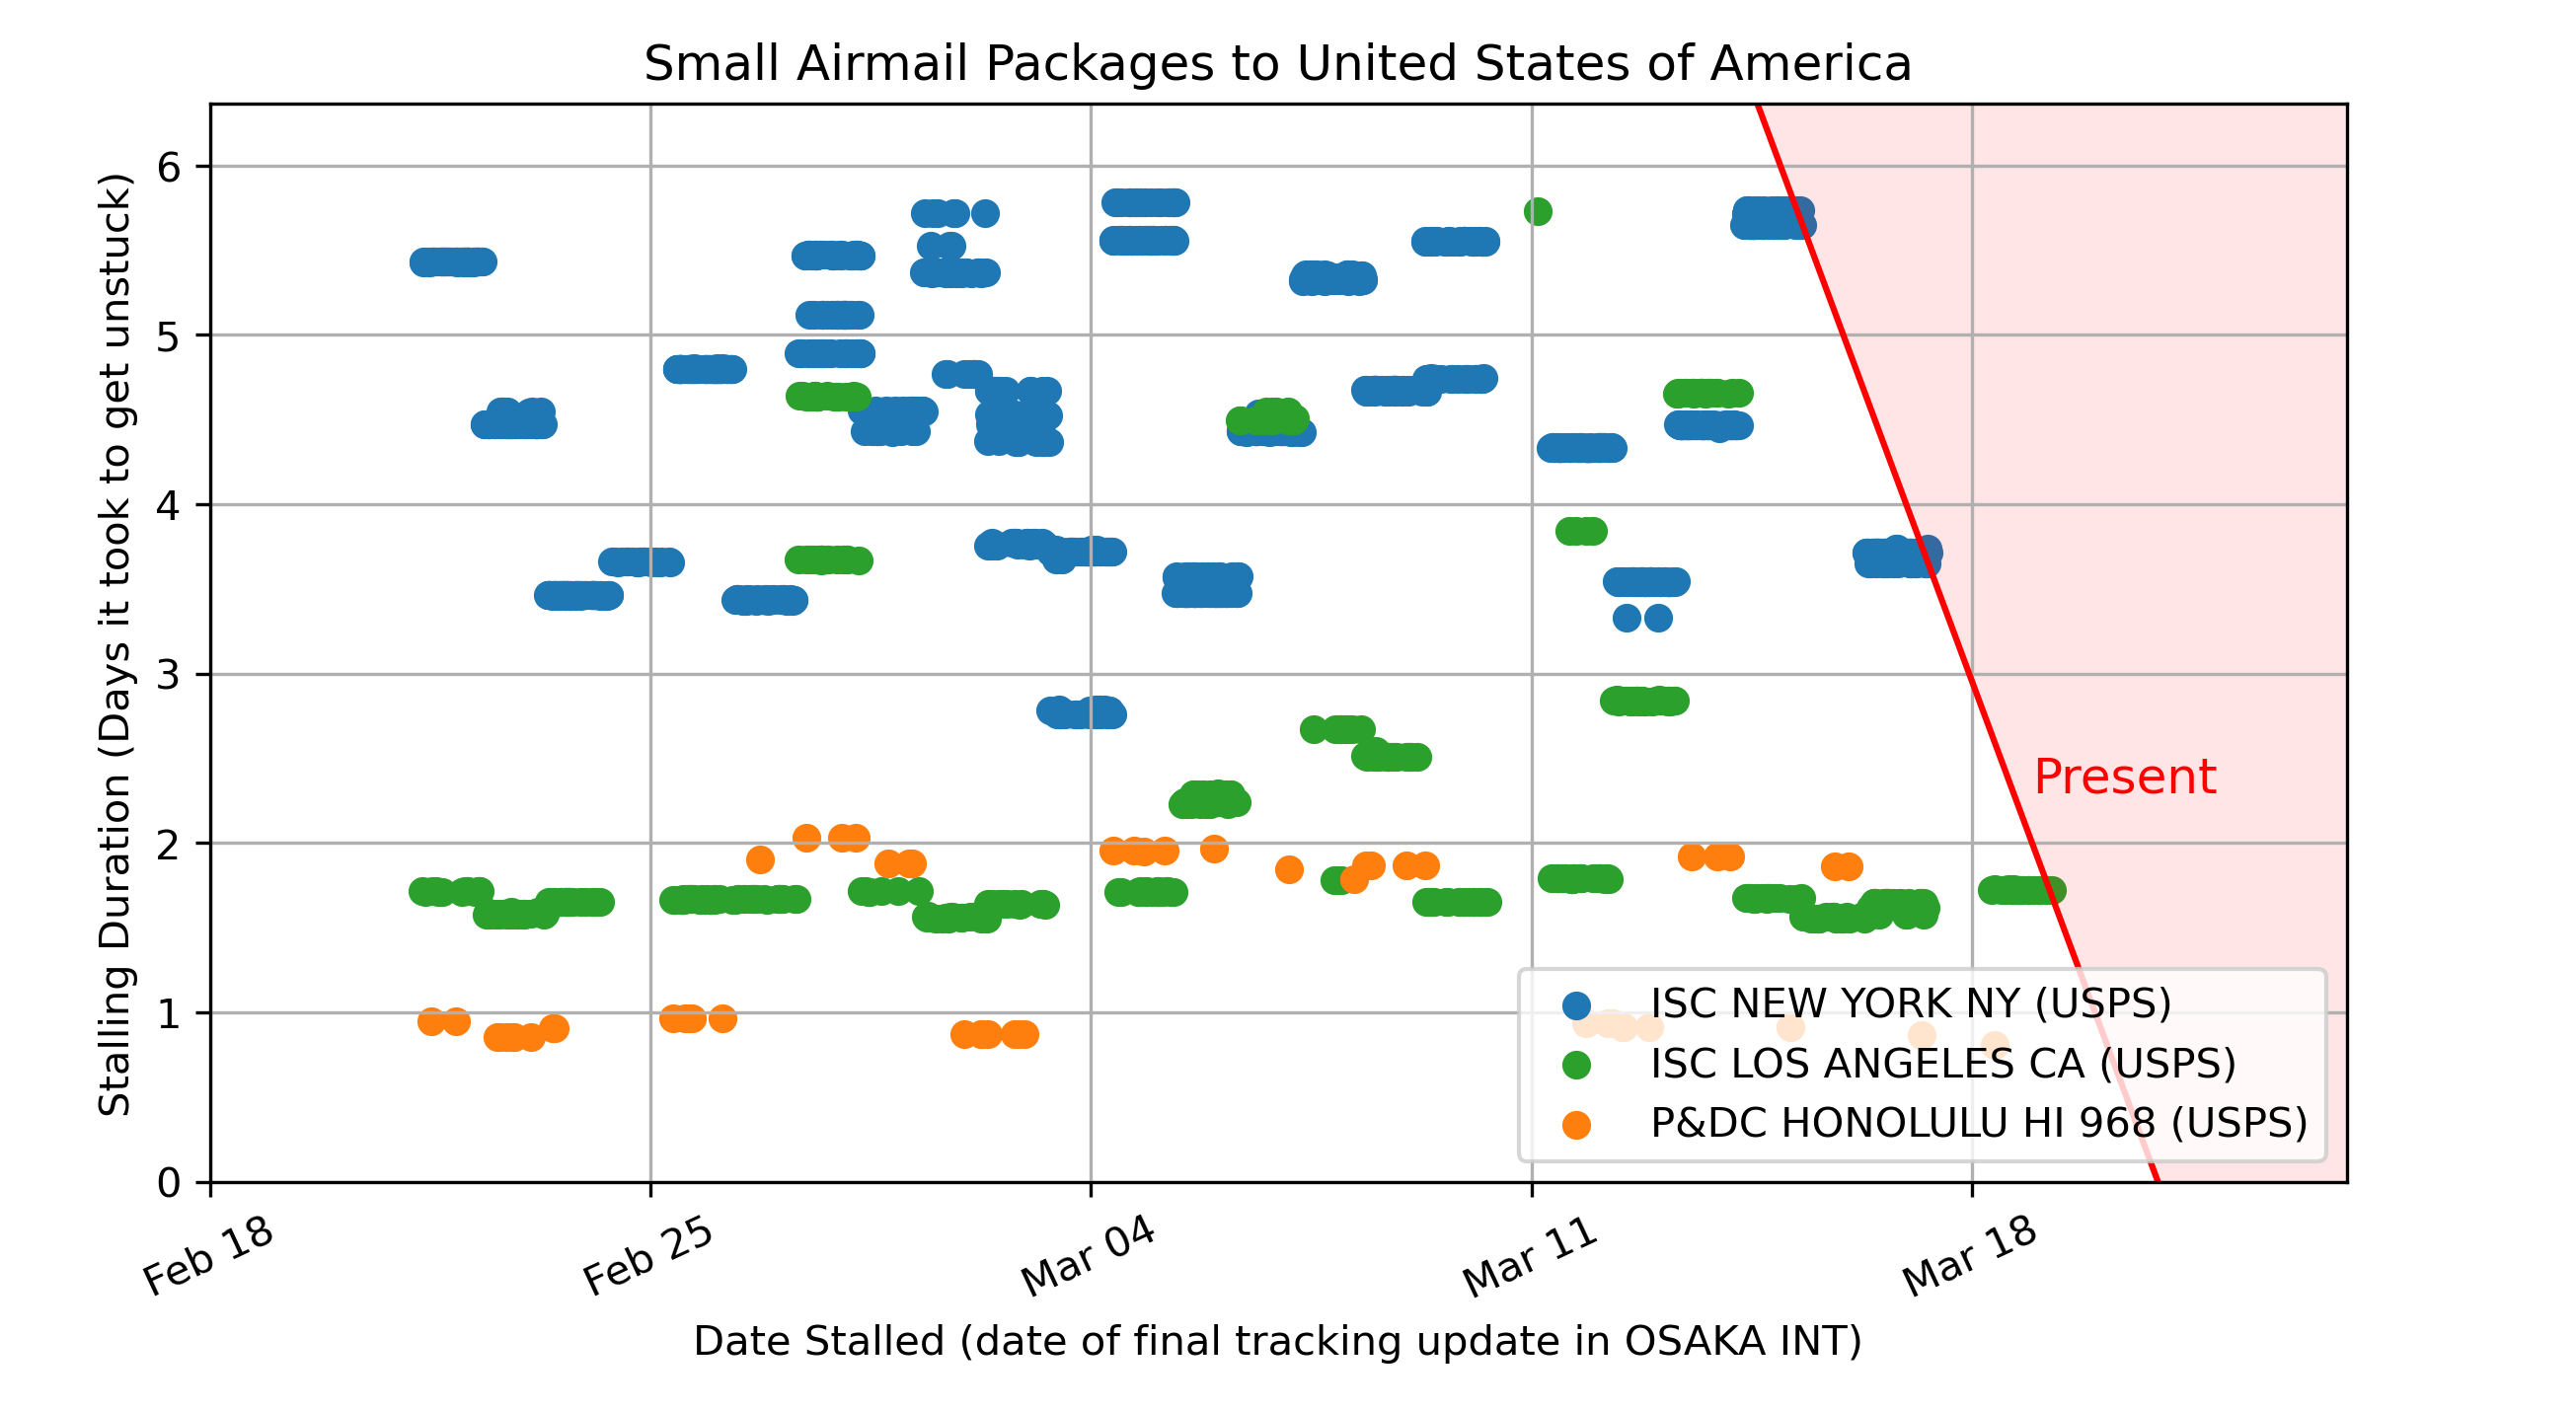 Small Airmail Packages to United States of America
Stalling Duration (Days it took to get unstuck)
6
5
4
3
2
1
0
Present
ISC NEW YORK NY (USPS)
ISC LOS ANGELES CA (USPS)
P&DC HONOLULU HI 968 (USPS)
Feb 18
Feb 25
Mar 04
Mar 11
Mar 18
Date Stalled (date of final tracking update in OSAKA INT)